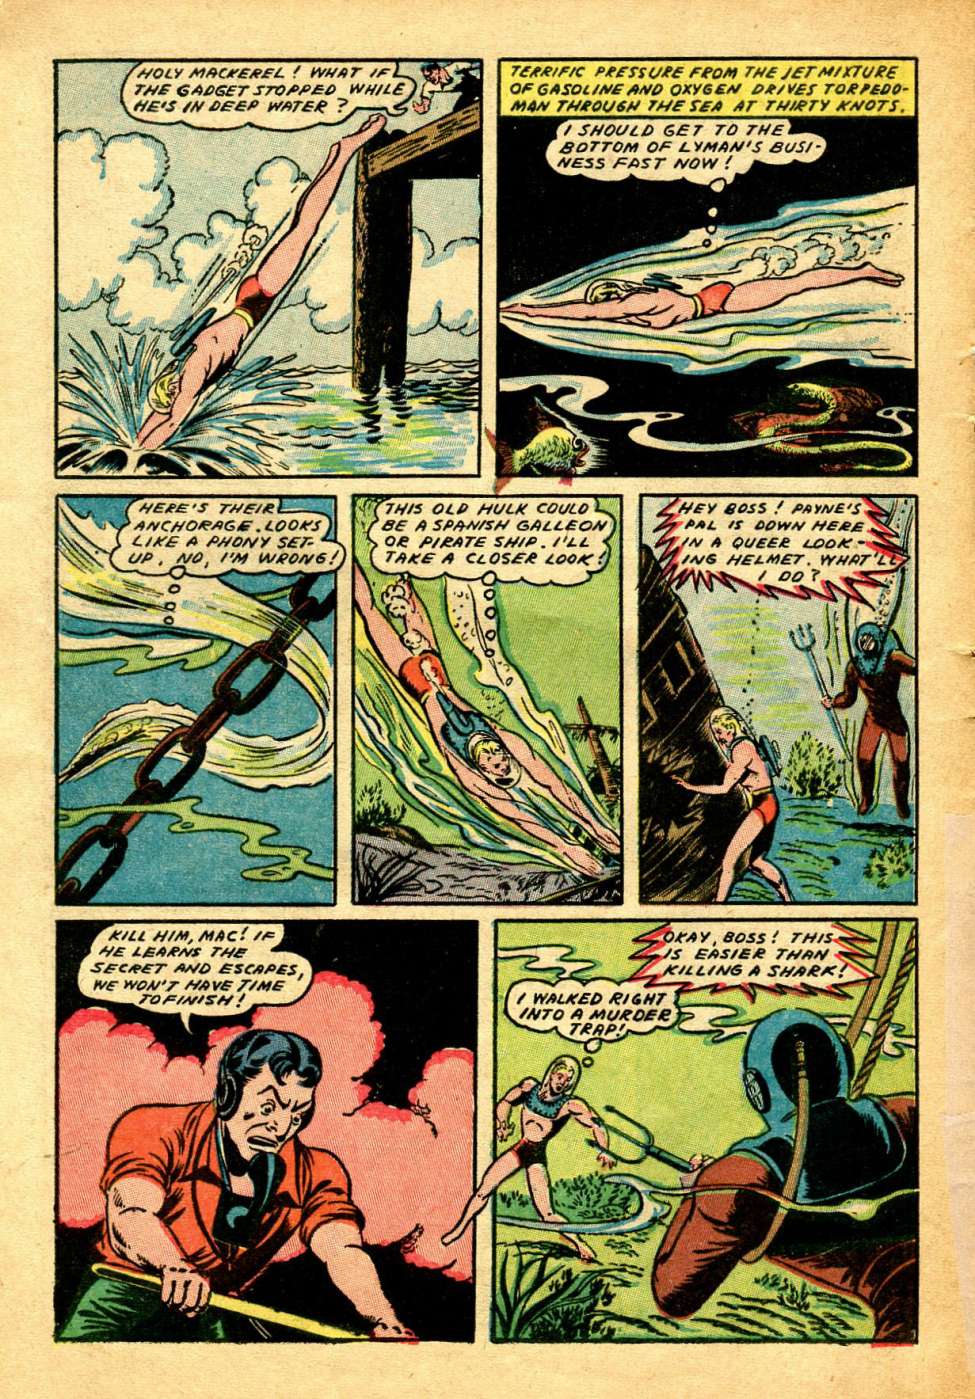 HOLY MACKEREL! WHAT IF
THE GADGET STOPPED WHILE
HE'S IN DEEP WATER?
TERRIFIC PRESSURE FROM THE JET MIXTURE
OF GASOLINE AND OXYGEN DRIVES TORPEDO-
MAN THROUGH THE SEA AT THIRTY KNOTS.
I SHOULD GET TO THE
BOTTOM OF LYMAN'S BUSI-
NESS FAST NOW!
HERE'S THEIR
ANCHORAGE. LOOKS
LIKE A PHONY SET-
UP. NO, I'M WRONG!
THIS OLD HULK COULD
BE A SPANISH GALLEON
OR PIRATE SHIP. I'LL
TAKE A CLOSER LOOK!
HEY BOSS! PAYNE'S
PAL IS DOWN HERE
IN A QUEER LOOK-
ING HELMET. WHAT'LL
I DO?
KILL HIM, MAC! IF
HE LEARNS THE
SECRET AND ESCAPES,
WE WON'T HAVE TIME
TO FINISH!
OKAY, BOSS! THIS
IS EASIER THAN
KILLING A SHARK!
I WALKED RIGHT
INTO A MURDER
TRAP!